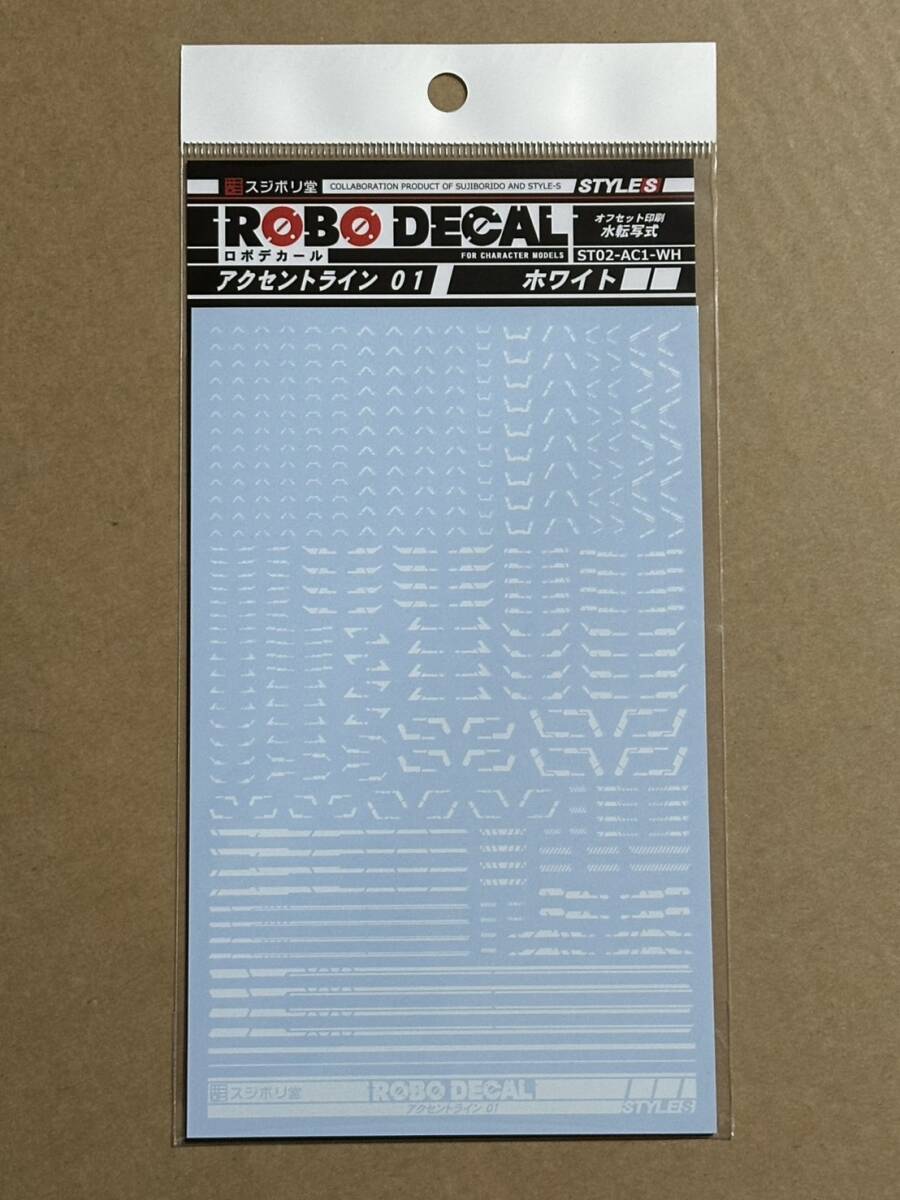 スジボリ堂 COLLABORATION PRODUCT OF SUJIBORIDO AND STYLE-S STYLE S
ROBO DECAL
ロボデカール FOR CHARACTER MODELS
オフセット印刷
水転写式
ST02-AC1-WH
アクセントライン 01 ホワイト
スジボリ堂 ROBO DECAL
アクセントライン 01 STYLE S